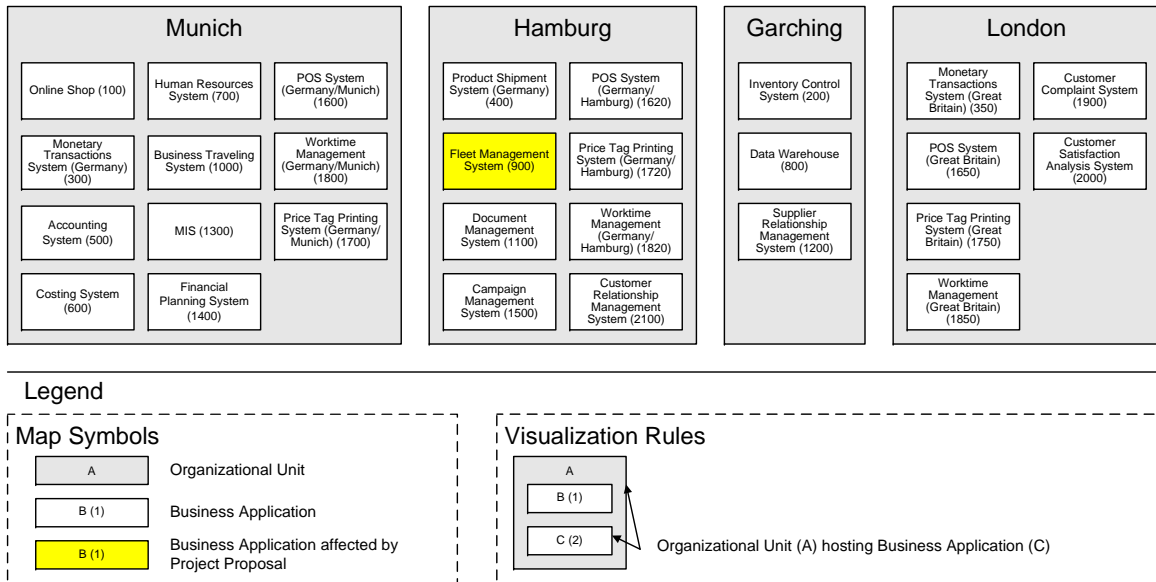 Munich
Online Shop (100)
Human Resources
System (700)
POS System
(Germany/Munich)
(1600)
Monetary
Transactions
System (Germany)
(300)
Business Traveling
System (1000)
Worktime
Management
(Germany/Munich)
(1800)
Accounting
System (500)
MIS (1300)
Price Tag Printing
System (Germany/
Munich) (1700)
Costing System
(600)
Financial
Planning System
(1400)
Hamburg
Product Shipment
System (Germany)
(400)
POS System
(Germany/
Hamburg) (1620)
Fleet Management
System (900)
Price Tag Printing
System (Germany/
Hamburg) (1720)
Document
Management
System (1100)
Worktime
Management
(Germany/
Hamburg) (1820)
Campaign
Management
System (1500)
Customer
Relationship
Management
System (2100)
Garching
Inventory Control
System (200)
Data Warehouse
(800)
Supplier
Relationship
Management
System (1200)
London
Monetary
Transactions
System (Great
Britain) (350)
Customer
Complaint System
(1900)
POS System
(Great Britain)
(1650)
Customer
Satisfaction
Analysis System
(2000)
Price Tag Printing
System (Great
Britain) (1750)
Worktime
Management
(Great Britain)
(1850)
Legend
Map Symbols
A
Organizational Unit
B (1)
Business Application
B (1)
Business Application affected by
Project Proposal
Visualization Rules
A
B (1)
C (2)
Organizational Unit (A) hosting Business Application (C)